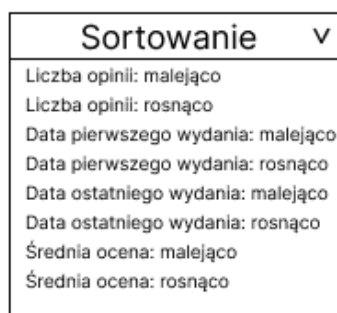 Sortowanie v
Liczba opinii: malejąco
Liczba opinii: rosnąco
Data pierwszego wydania: malejąco
Data pierwszego wydania: rosnąco
Data ostatniego wydania: malejąco
Data ostatniego wydania: rosnąco
Średnia ocena: malejąco
Średnia ocena: rosnąco